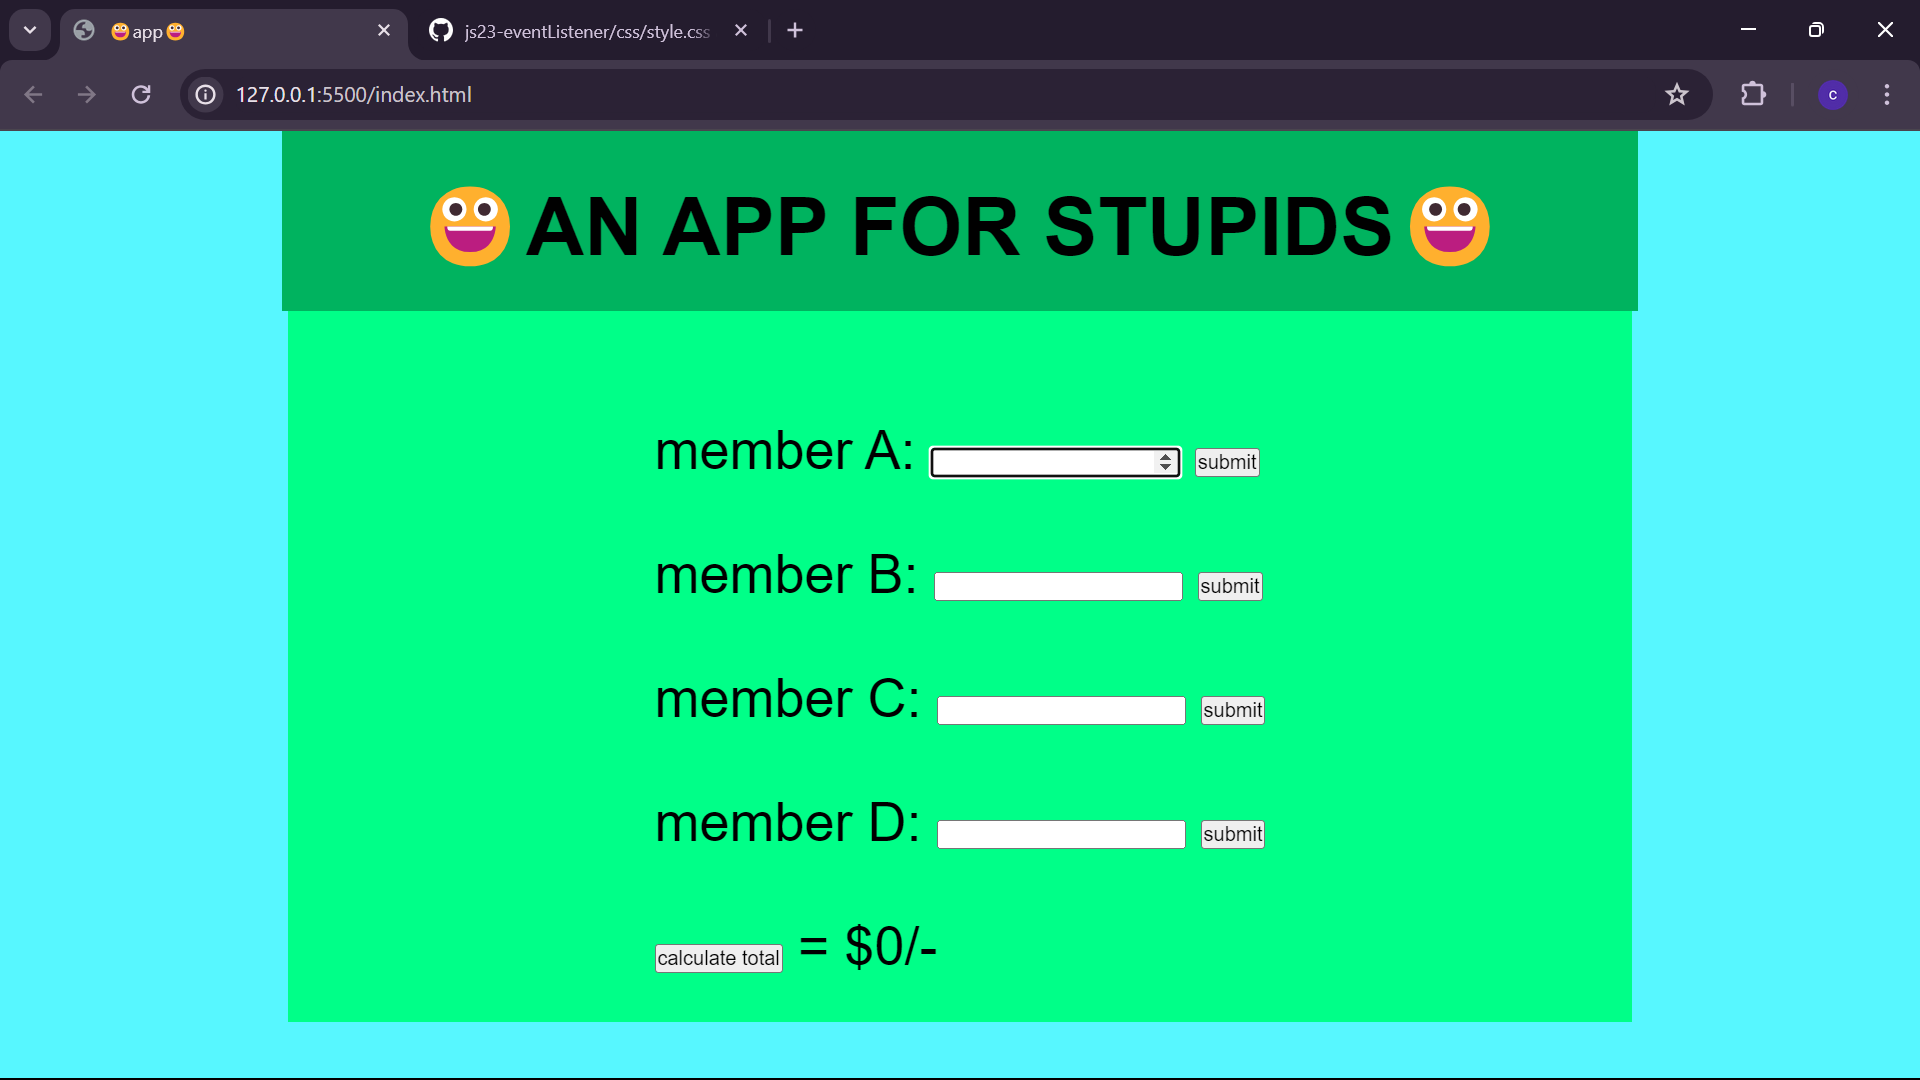 app
js23-eventListener/css/style.css
127.0.0.1:5500/index.html
c
AN APP FOR STUPIDS
member A: submit
member B: submit
member C: submit
member D: submit
calculate total = $0/-